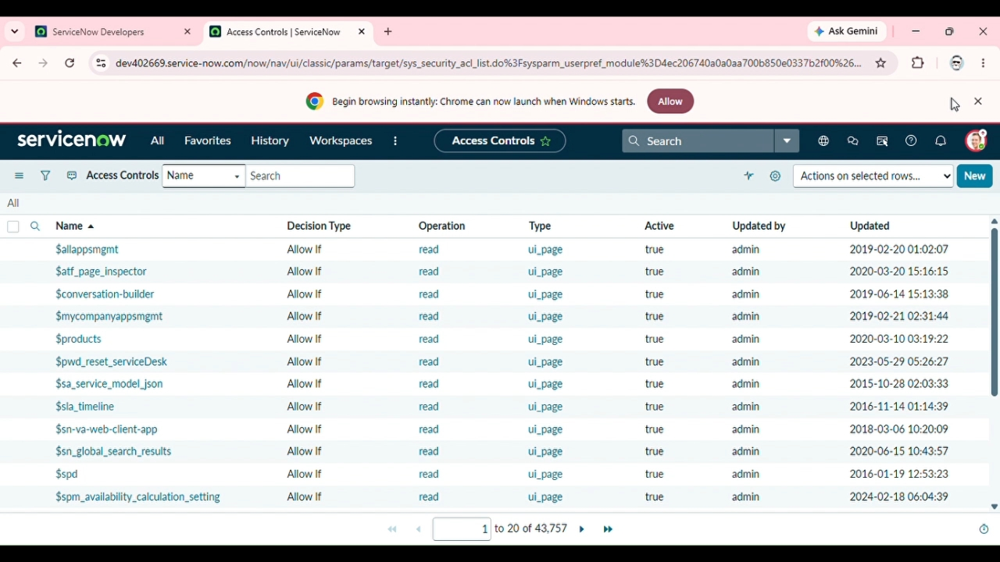 ServiceNow Developers
Access Controls | ServiceNow
Ask Gemini
dev402669.service-now.com/now/nav/ui/classic/params/target/sys_security_acl_list.do%3Fsysparm_userpref_module%3D4ec206740a0a0aa700b850e0337b2f00%26...
Begin browsing instantly: Chrome can now launch when Windows starts. Allow
servicenow All Favorites History Workspaces Access Controls Search
Access Controls Name Search Actions on selected rows... New
All
Name Decision Type Operation Type Active Updated by Updated
$allappsmgmt Allow If read ui_page true admin 2019-02-20 01:02:07
$atf_page_inspector Allow If read ui_page true admin 2020-03-20 15:16:15
$conversation-builder Allow If read ui_page true admin 2019-06-14 15:13:38
$mycompanyappsmgmt Allow If read ui_page true admin 2019-02-21 02:31:44
$products Allow If read ui_page true admin 2020-03-10 03:19:22
$pwd_reset_serviceDesk Allow If read ui_page true admin 2023-05-29 05:26:27
$sa_service_model_json Allow If read ui_page true admin 2015-10-28 02:03:33
$sla_timeline Allow If read ui_page true admin 2016-11-14 01:14:39
$sn-va-web-client-app Allow If read ui_page true admin 2018-03-06 10:20:09
$sn_global_search_results Allow If read ui_page true admin 2020-06-15 10:43:57
$spd Allow If read ui_page true admin 2016-01-19 12:53:23
$spm_availability_calculation_setting Allow If read ui_page true admin 2024-02-18 06:04:39
1 to 20 of 43,757